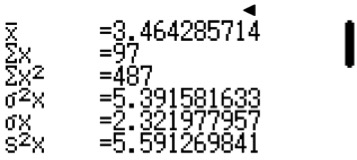 x̄ =3.464285714
Σx =97
Σx² =487
σ²x =5.391581633
σx =2.321977957
s²x =5.591269841